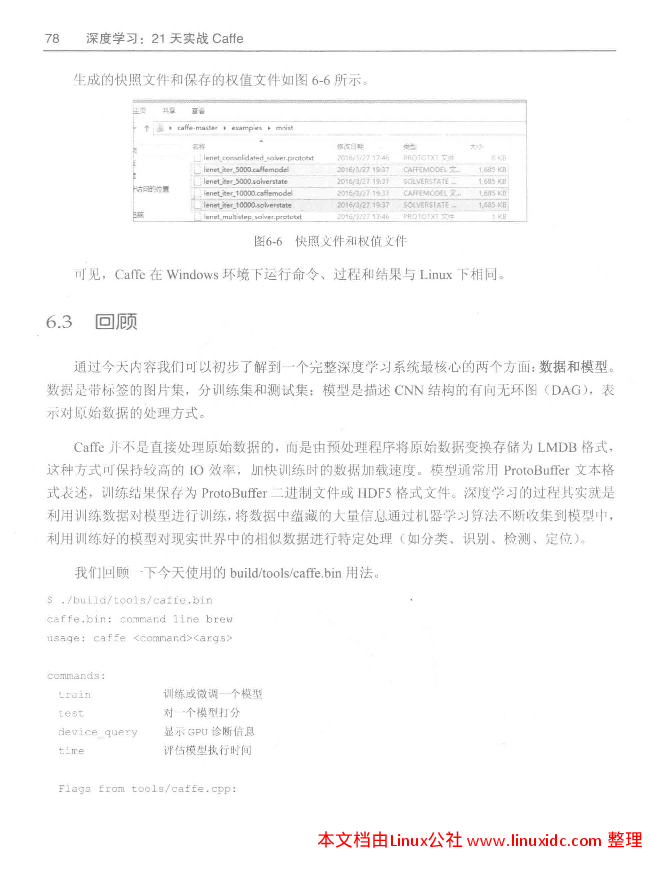 78 深度学习：21 天实战 Caffe
生成的快照文件和保存的权值文件如图 6-6 所示。
主页 共享 查看
caffe-master ▸ examples ▸ mnist
名称 修改日期 类型 大小
lenet_consolidated_solver.prototxt 2016/3/27 17:46 PROTOTXT 文件 6 KB
lenet_iter_5000.caffemodel 2016/3/27 19:37 CAFFEMODEL 文... 1,685 KB
lenet_iter_5000.solverstate 2016/3/27 19:37 SOLVERSTATE ... 1,685 KB
lenet_iter_10000.caffemodel 2016/3/27 19:37 CAFFEMODEL 文... 1,685 KB
lenet_iter_10000.solverstate 2016/3/27 19:37 SOLVERSTATE ... 1,685 KB
lenet_multistep_solver.prototxt 2016/3/27 17:46 PROTOTXT 文件 1 KB
图6-6 快照文件和权值文件
可见，Caffe 在 Windows 环境下运行命令、过程和结果与 Linux 下相同。
6.3 回顾
通过今天内容我们可以初步了解到一个完整深度学习系统最核心的两个方面：数据和模型。
数据是带标签的图片集，分训练集和测试集；模型是描述 CNN 结构的有向无环图（DAG），表
示对原始数据的处理方式。
Caffe 并不是直接处理原始数据的，而是由预处理程序将原始数据变换存储为 LMDB 格式，
这种方式可保持较高的 IO 效率，加快训练时的数据加载速度。模型通常用 ProtoBuffer 文本格
式表述，训练结果保存为 ProtoBuffer 二进制文件或 HDF5 格式文件。深度学习的过程其实就是
利用训练数据对模型进行训练，将数据中蕴藏的大量信息通过机器学习算法不断收集到模型中，
利用训练好的模型对现实世界中的相似数据进行特定处理（如分类、识别、检测、定位）。
我们回顾一下今天使用的 build/tools/caffe.bin 用法。
$ ./build/tools/caffe.bin
caffe.bin: command line brew
usage: caffe <command><args>
commands:
train 训练或微调一个模型
test 对一个模型打分
device_query 显示 GPU 诊断信息
time 评估模型执行时间
Flags from tools/caffe.cpp:
本文档由Linux公社 www.linuxidc.com 整理